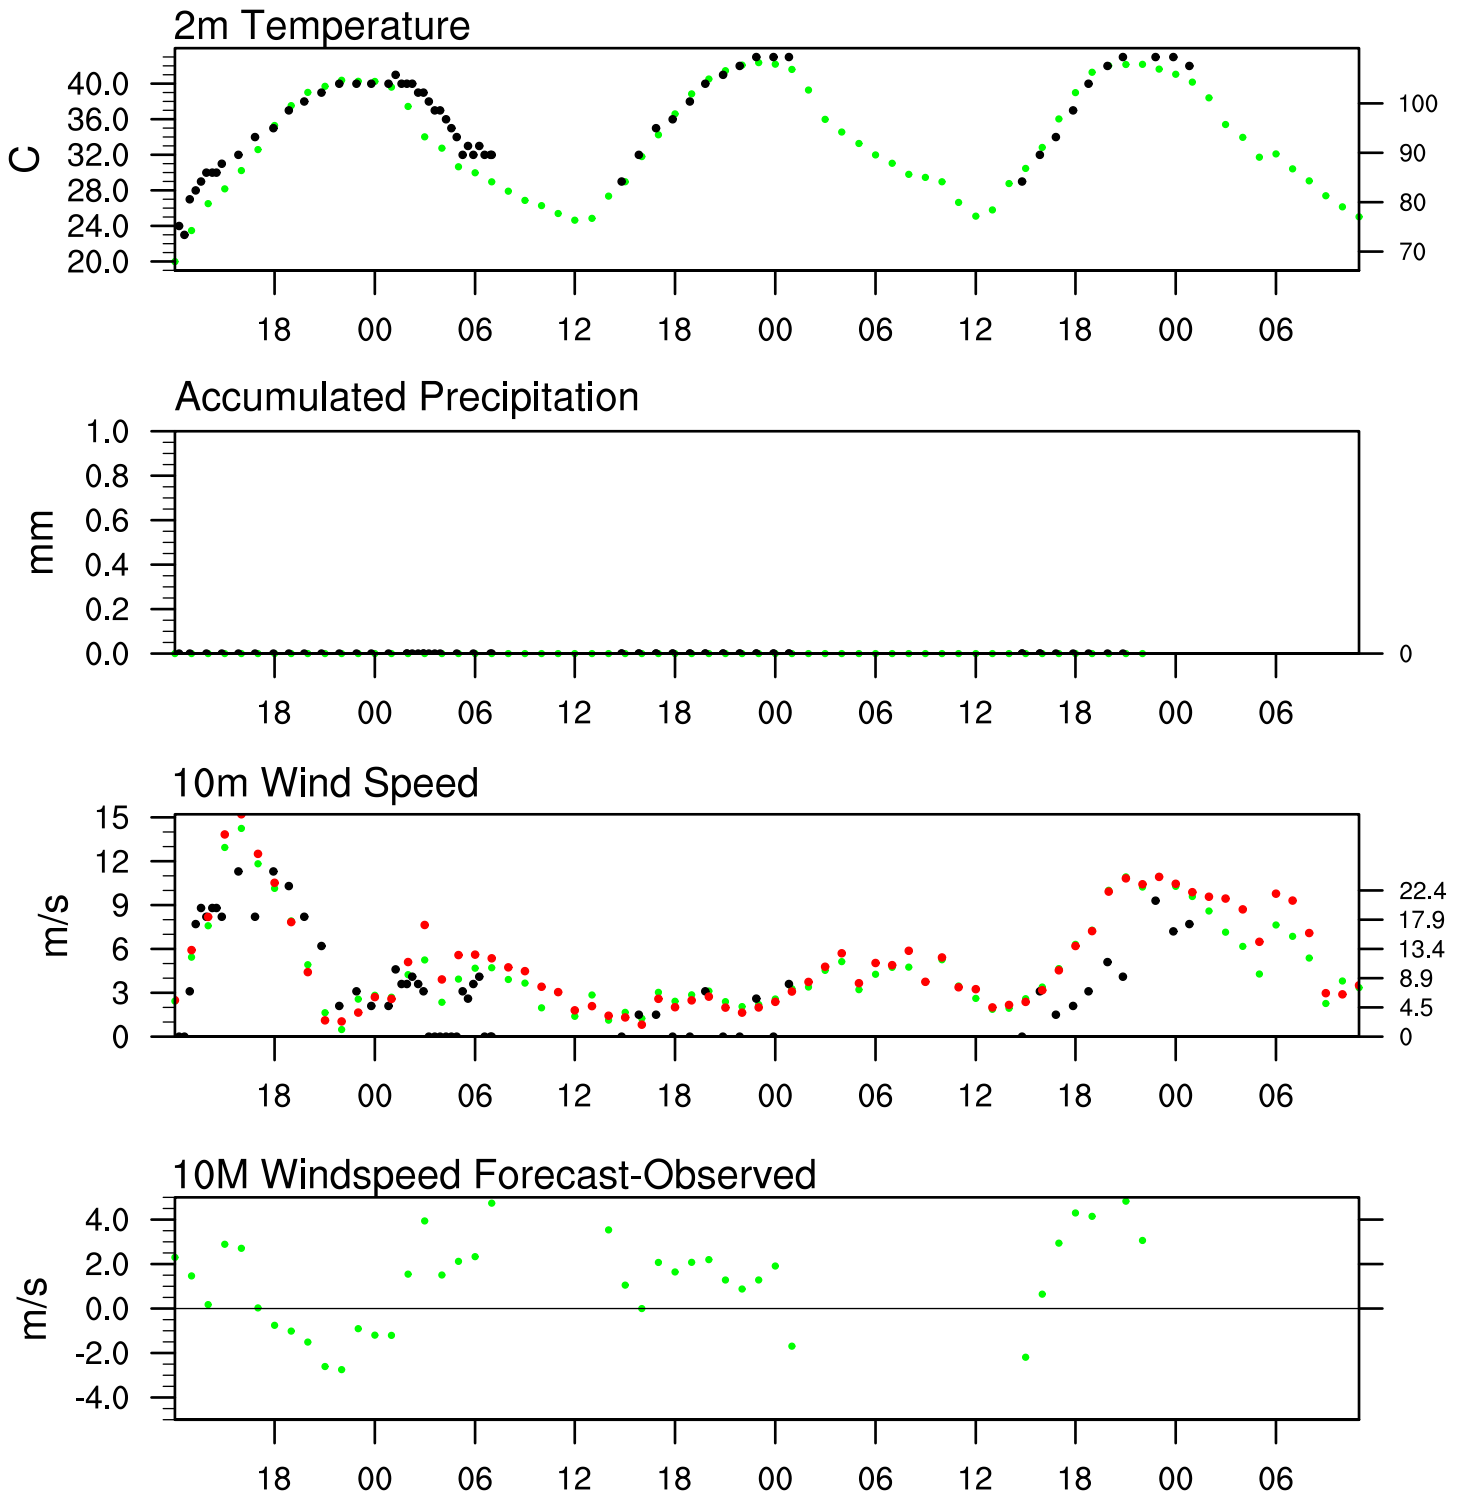 2m Temperature
C
40.0
36.0
32.0
28.0
24.0
20.0
100
90
80
70
18 00 06 12 18 00 06 12 18 00 06
Accumulated Precipitation
mm
1.0
0.8
0.6
0.4
0.2
0.0
0
18 00 06 12 18 00 06 12 18 00 06
10m Wind Speed
m/s
15
12
9
6
3
0
22.4
17.9
13.4
8.9
4.5
0
18 00 06 12 18 00 06 12 18 00 06
10M Windspeed Forecast-Observed
m/s
4.0
2.0
0.0
-2.0
-4.0
18 00 06 12 18 00 06 12 18 00 06